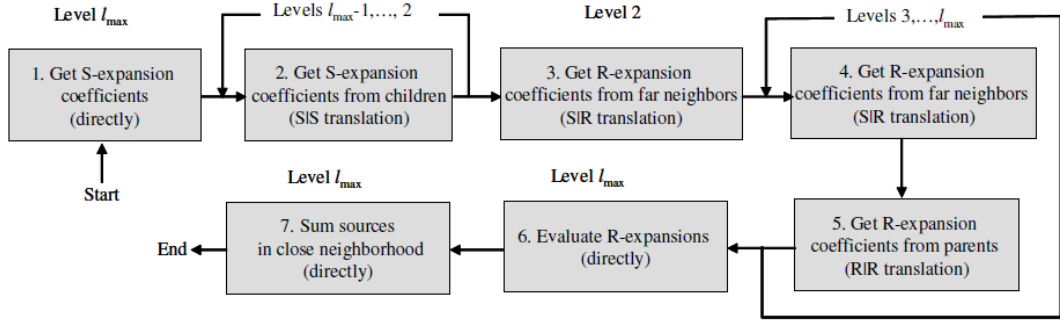 Level l_max
Levels l_max-1,..., 2
Level 2
Levels 3,...,l_max
1. Get S-expansion
coefficients
(directly)
2. Get S-expansion
coefficients from children
(S|S translation)
3. Get R-expansion
coefficients from far neighbors
(S|R translation)
4. Get R-expansion
coefficients from far neighbors
(S|R translation)
Start
Level l_max
Level l_max
End
7. Sum sources
in close neighborhood
(directly)
6. Evaluate R-expansions
(directly)
5. Get R-expansion
coefficients from parents
(R|R translation)